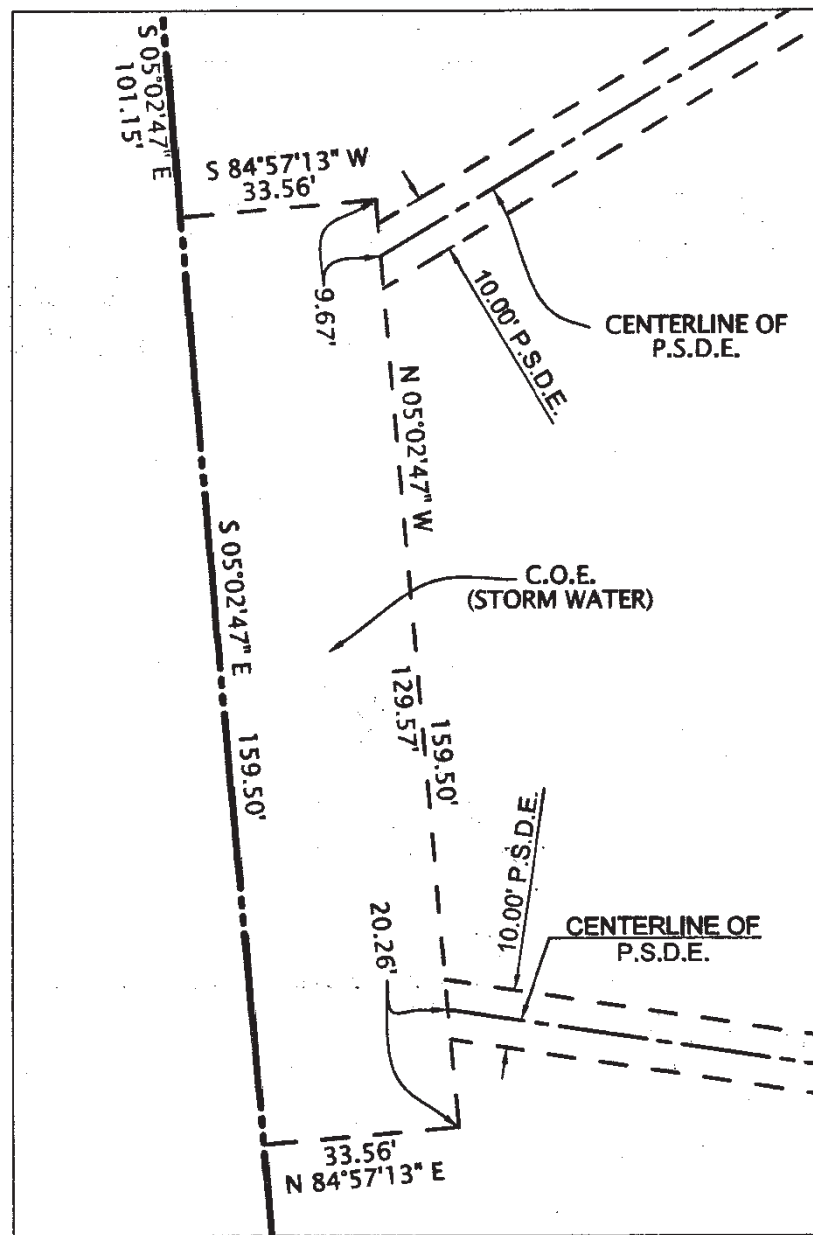 S 05°02'47" E
101.15'
S 84°57'13" W
33.56'
9.67'
10.00' P.S.D.E.
CENTERLINE OF
P.S.D.E.
N 05°02'47" W
S 05°02'47" E
159.50'
C.O.E.
(STORM WATER)
159.50'
129.57'
10.00' P.S.D.E.
20.26'
CENTERLINE OF
P.S.D.E.
33.56'
N 84°57'13" E